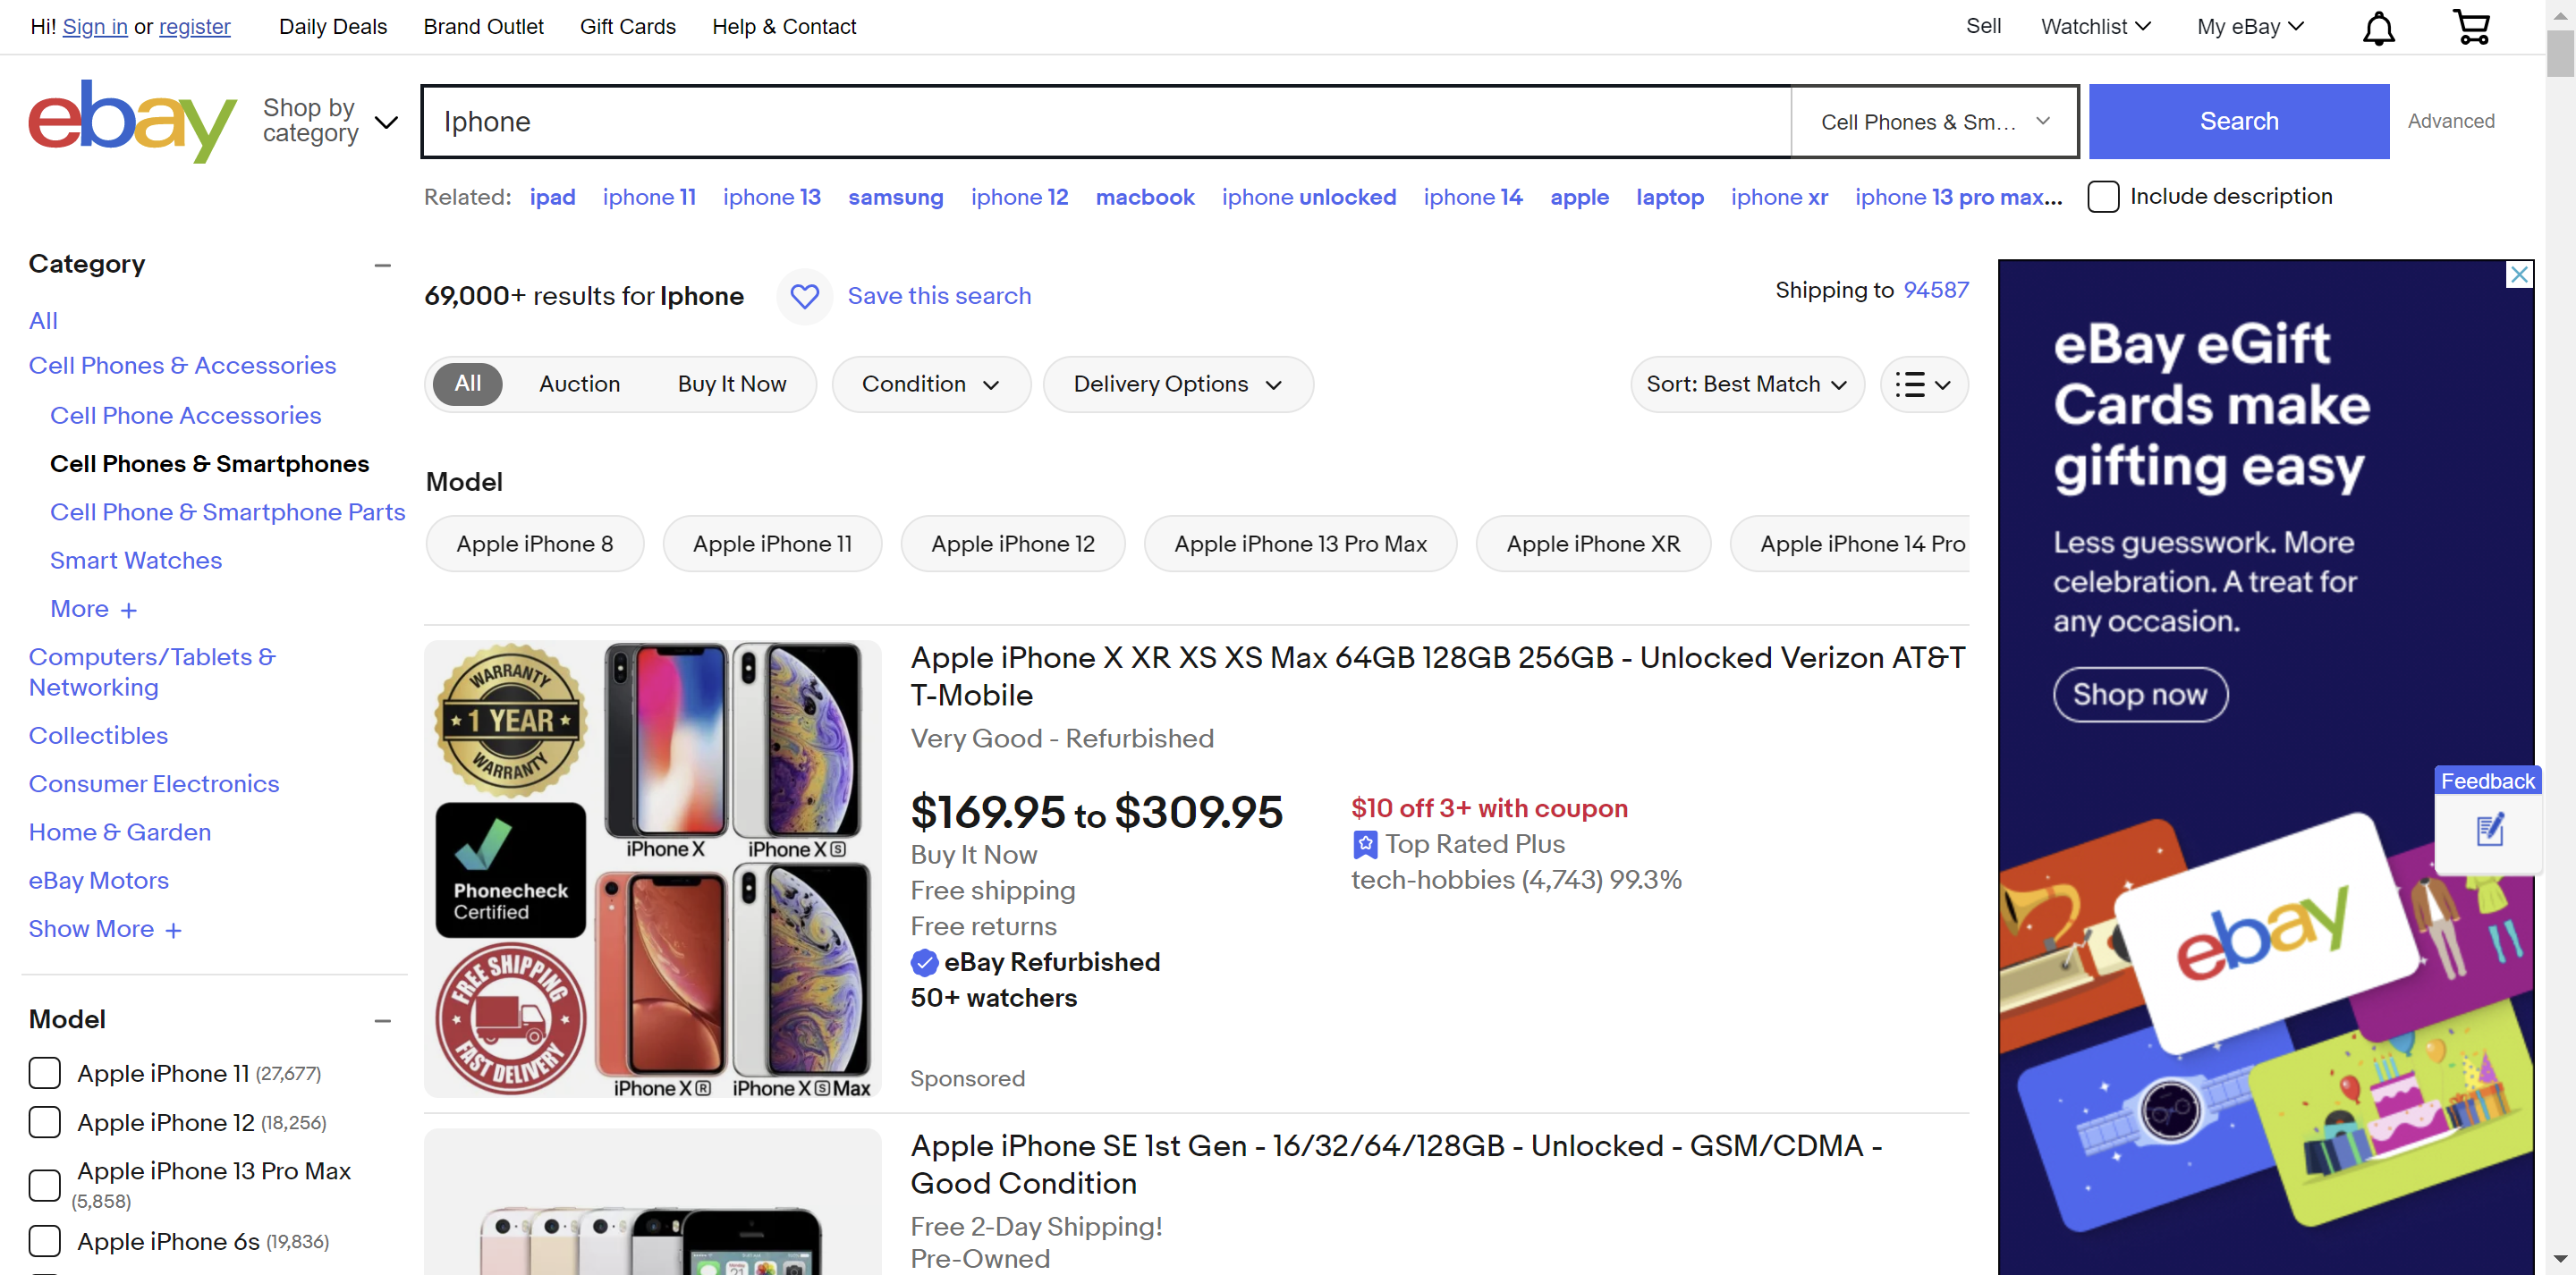 Hi! Sign in or register Daily Deals Brand Outlet Gift Cards Help & Contact Sell Watchlist My eBay
ebay
Shop by
category
Iphone
Cell Phones & Sm...
Search
Advanced
Related: ipad iphone 11 iphone 13 samsung iphone 12 macbook iphone unlocked iphone 14 apple laptop iphone xr iphone 13 pro max... Include description
Category
All
Cell Phones & Accessories
Cell Phone Accessories
Cell Phones & Smartphones
Cell Phone & Smartphone Parts
Smart Watches
More +
Computers/Tablets &
Networking
Collectibles
Consumer Electronics
Home & Garden
eBay Motors
Show More +
Model
Apple iPhone 11 (27,677)
Apple iPhone 12 (18,256)
Apple iPhone 13 Pro Max
(5,858)
Apple iPhone 6s (19,836)
69,000+ results for Iphone
Save this search
Shipping to 94587
All Auction Buy It Now Condition Delivery Options Sort: Best Match
Model
Apple iPhone 8 Apple iPhone 11 Apple iPhone 12 Apple iPhone 13 Pro Max Apple iPhone XR Apple iPhone 14 Pro
WARRANTY
1 YEAR
WARRANTY
Phonecheck
Certified
FREE SHIPPING
FAST DELIVERY
iPhone X
iPhone XS
iPhone XR
iPhone XS Max
Apple iPhone X XR XS XS Max 64GB 128GB 256GB - Unlocked Verizon AT&T
T-Mobile
Very Good - Refurbished
$169.95 to $309.95
Buy It Now
Free shipping
Free returns
eBay Refurbished
50+ watchers
$10 off 3+ with coupon
Top Rated Plus
tech-hobbies (4,743) 99.3%
Sponsored
Apple iPhone SE 1st Gen - 16/32/64/128GB - Unlocked - GSM/CDMA -
Good Condition
Free 2-Day Shipping!
Pre-Owned
eBay eGift
Cards make
gifting easy
Less guesswork. More
celebration. A treat for
any occasion.
Shop now
Feedback
ebay